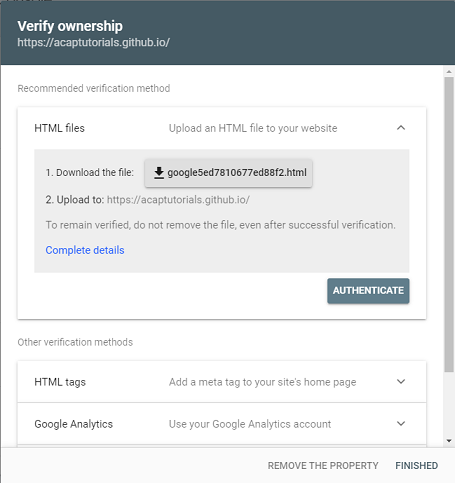 Verify ownership
https://acaptutorials.github.io/
Recommended verification method
HTML files Upload an HTML file to your website
1. Download the file: google5ed7810677ed88f2.html
2. Upload to: https://acaptutorials.github.io/
To remain verified, do not remove the file, even after successful verification.
Complete details
AUTHENTICATE
Other verification methods
HTML tags Add a meta tag to your site's home page
Google Analytics Use your Google Analytics account
REMOVE THE PROPERTY FINISHED